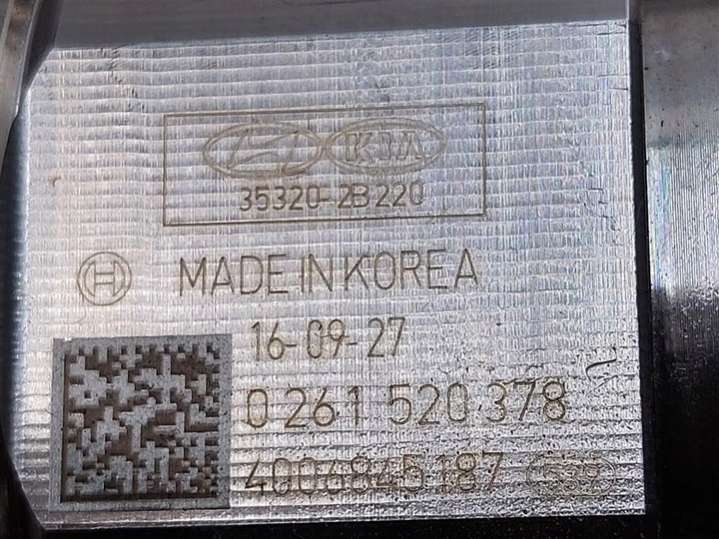 KIA
35320-2B220
MADE IN KOREA
16-09-27
0 261 520 378
4006845187